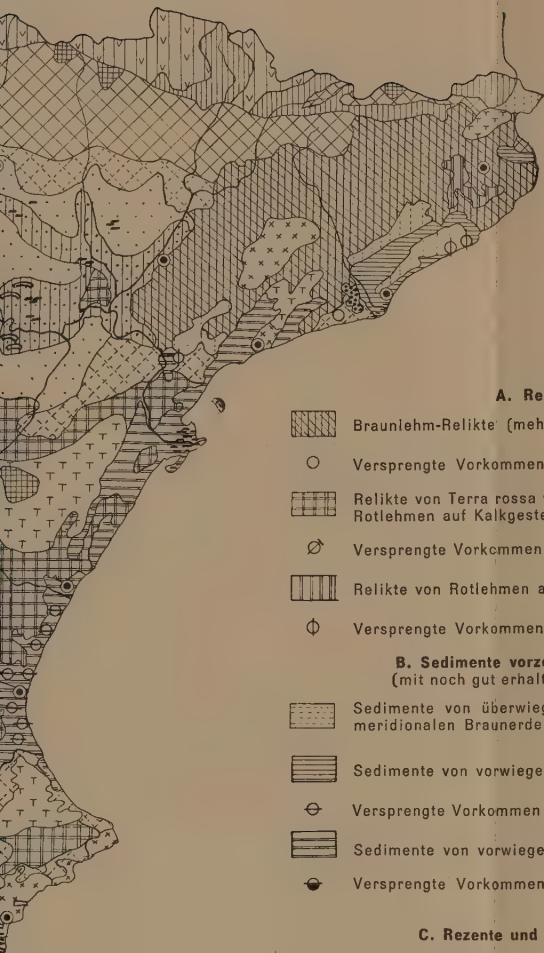 A. Re
Braunlehm-Relikte (meh
Versprengte Vorkommen
Relikte von Terra rossa
Rotlehmen auf Kalkgeste
Versprengte Vorkommen
Relikte von Rotlehmen a
Versprengte Vorkommen
B. Sedimente vorz
(mit noch gut erhalt
Sedimente von überwieg
meridionalen Braunerde
Sedimente von vorwiege
Versprengte Vorkommen
Sedimente von vorwiege
Versprengte Vorkommen
C. Rezente und